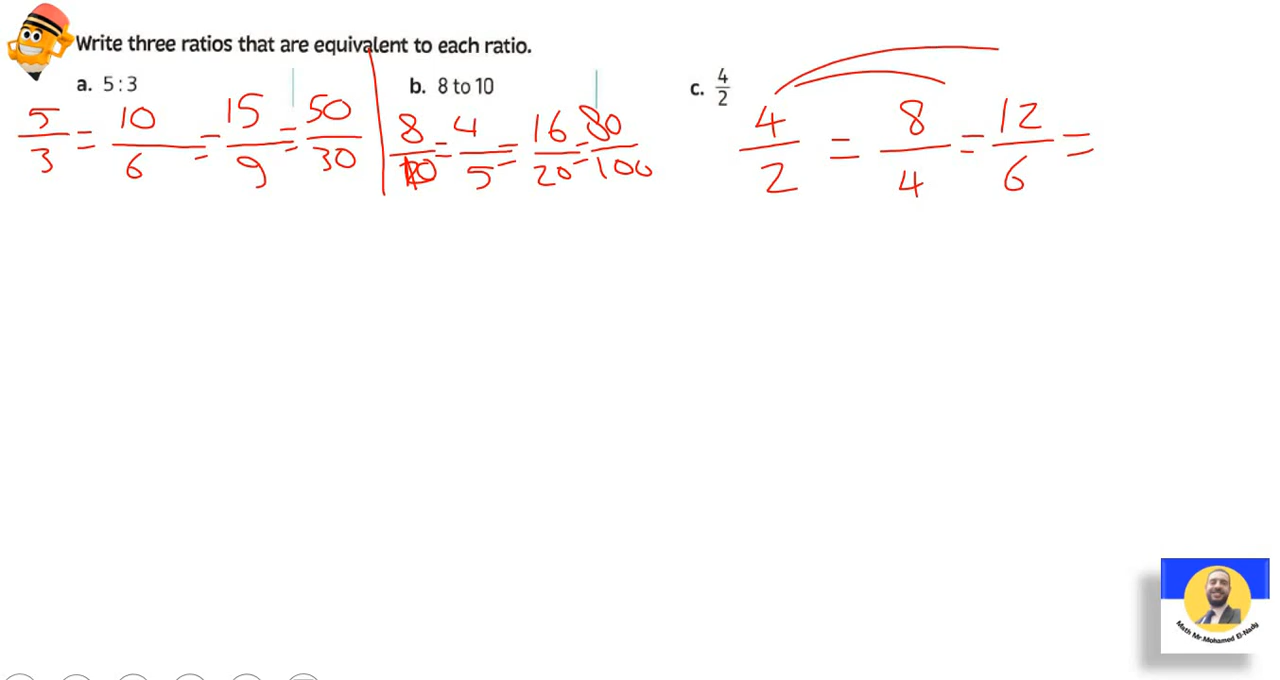 Write three ratios that are equivalent to each ratio.
a. 5 : 3
5/3 = 10/6 = 15/9 = 50/30
b. 8 to 10
8/10 = 4/5 = 16/20 = 80/100
c. 4/2
4/2 = 8/4 = 12/6 =
Math Mr Mohamed El-Nady